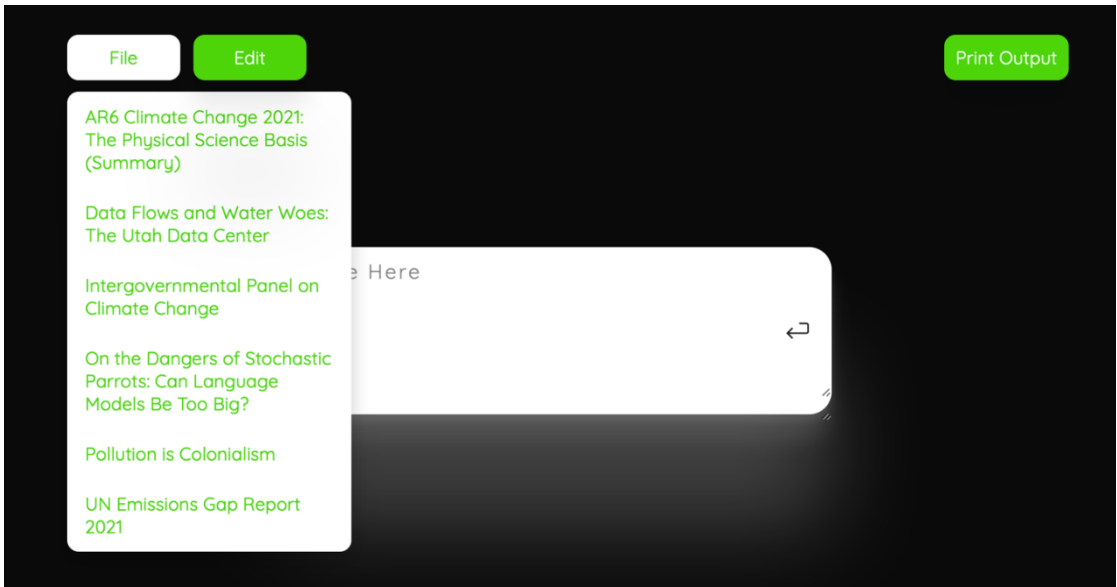 File
Edit
Print Output
AR6 Climate Change 2021:
The Physical Science Basis
(Summary)
Data Flows and Water Woes:
The Utah Data Center
Intergovernmental Panel on
Climate Change
On the Dangers of Stochastic
Parrots: Can Language
Models Be Too Big?
Pollution is Colonialism
UN Emissions Gap Report
2021
Here